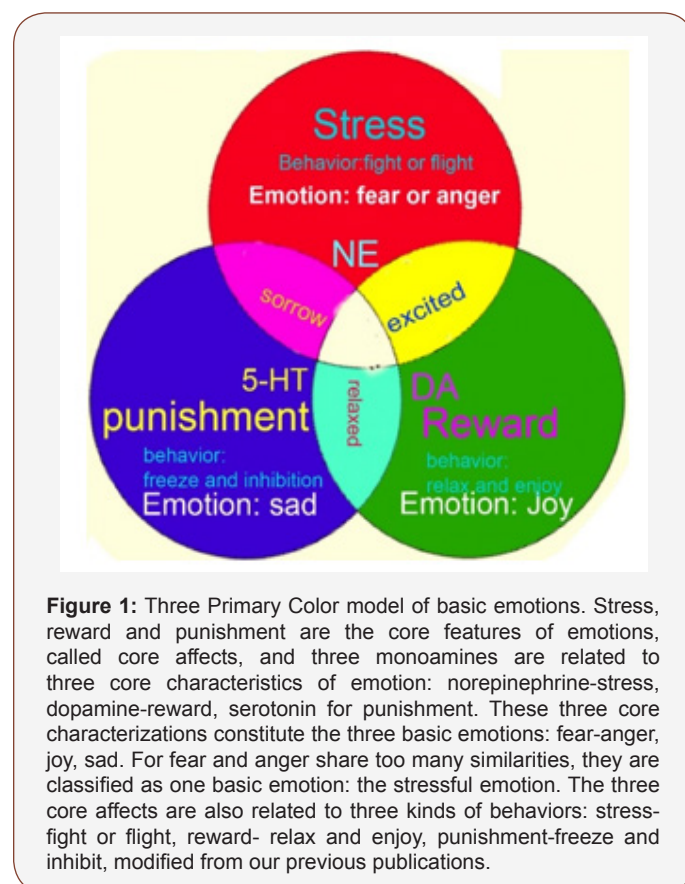 Stress
Behavior:fight or flight
Emotion: fear or anger
NE
sorrow
excited
5-HT
punishment
behavior:
freeze and inhibition
Emotion: sad
relaxed
DA
Reward
behavior:
relax and enjoy
Emotion: Joy
Figure 1: Three Primary Color model of basic emotions. Stress,
reward and punishment are the core features of emotions,
called core affects, and three monoamines are related to
three core characteristics of emotion: norepinephrine-stress,
dopamine-reward, serotonin for punishment. These three core
characterizations constitute the three basic emotions: fear-anger,
joy, sad. For fear and anger share too many similarities, they are
classified as one basic emotion: the stressful emotion. The three
core affects are also related to three kinds of behaviors: stress-
fight or flight, reward- relax and enjoy, punishment-freeze and
inhibit, modified from our previous publications.